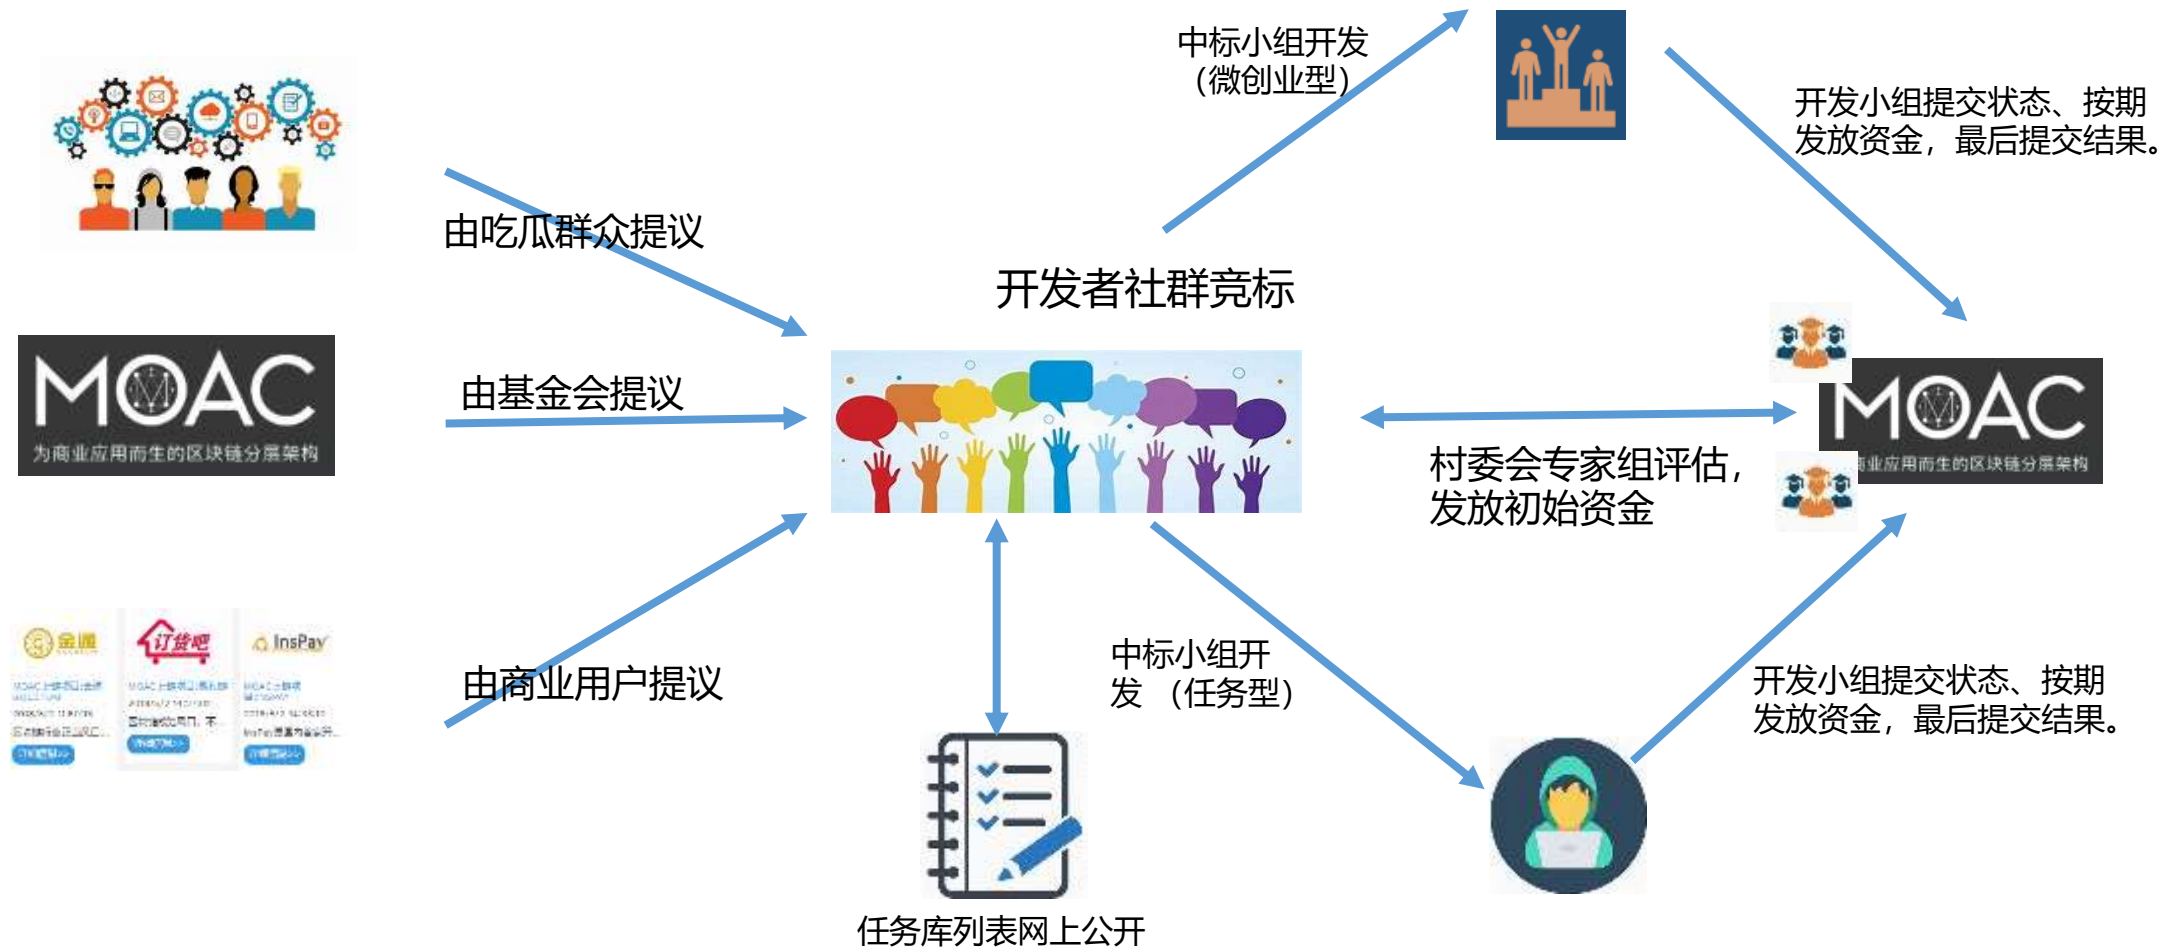 中标小组开发
（微创业型）
开发小组提交状态、按期
发放资金，最后提交结果。
由吃瓜群众提议
开发者社群竞标
MOAC
为商业应用而生的区块链分层架构
由基金会提议
MOAC
商业应用而生的区块链分层架构
村委会专家组评估，
发放初始资金
金通
订货吧
InsPay
由商业用户提议
中标小组开
发 （任务型）
开发小组提交状态、按期
发放资金，最后提交结果。
任务库列表网上公开